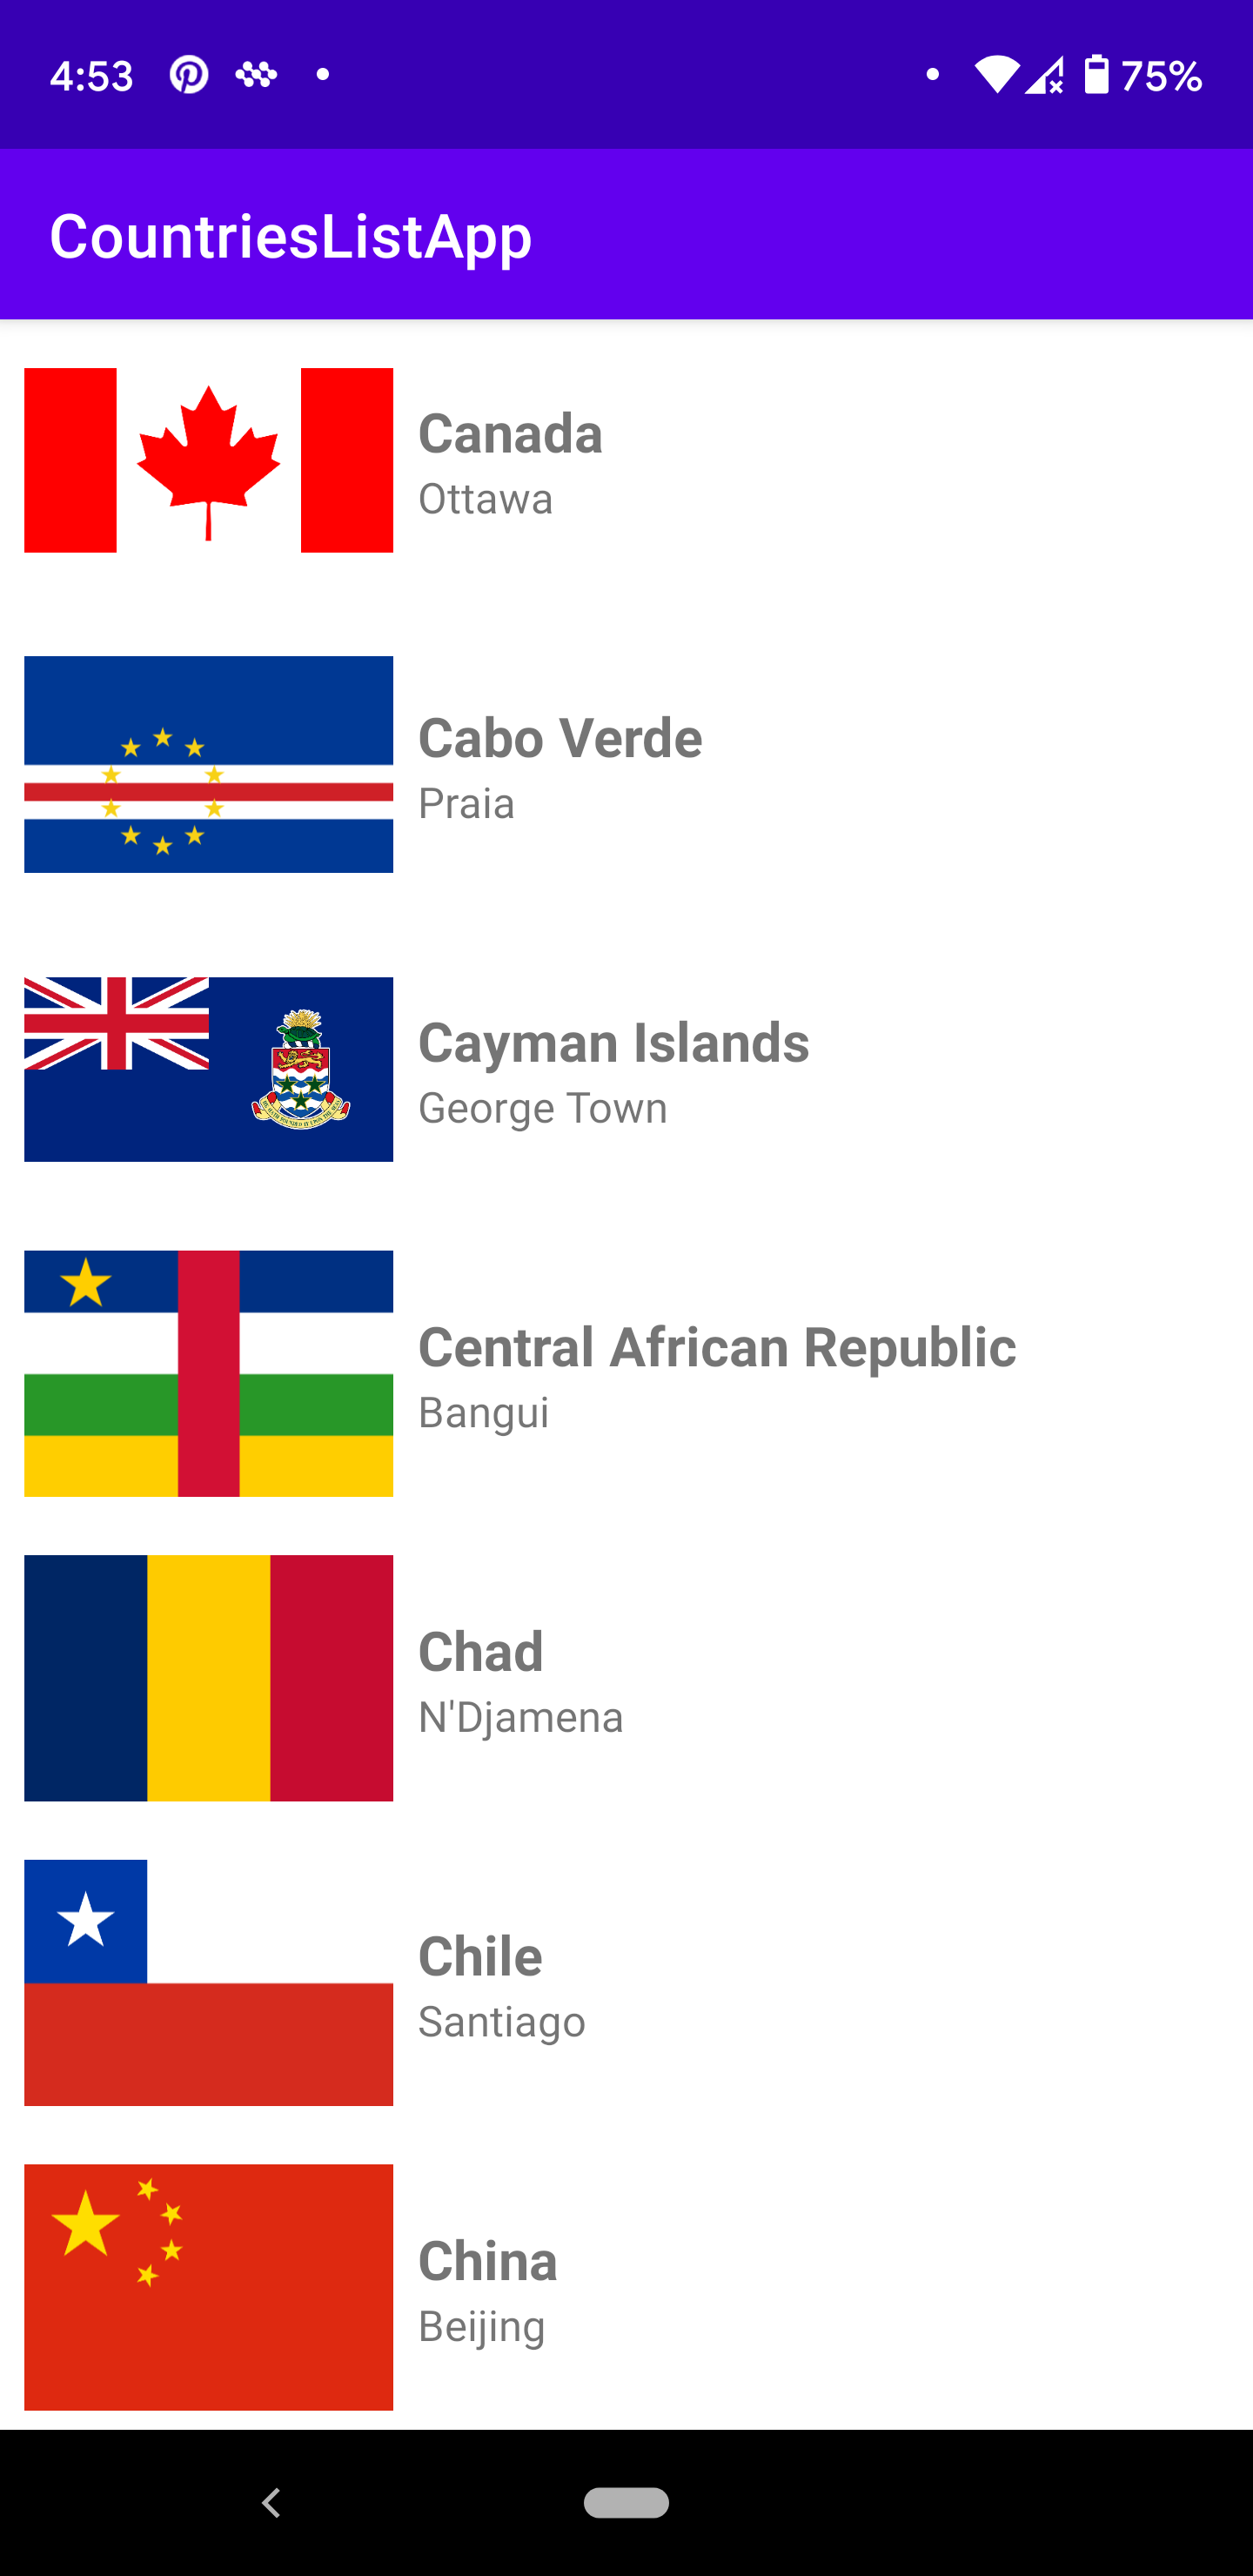 4:53
75%
CountriesListApp
Canada
Ottawa
Cabo Verde
Praia
Cayman Islands
George Town
Central African Republic
Bangui
Chad
N'Djamena
Chile
Santiago
China
Beijing